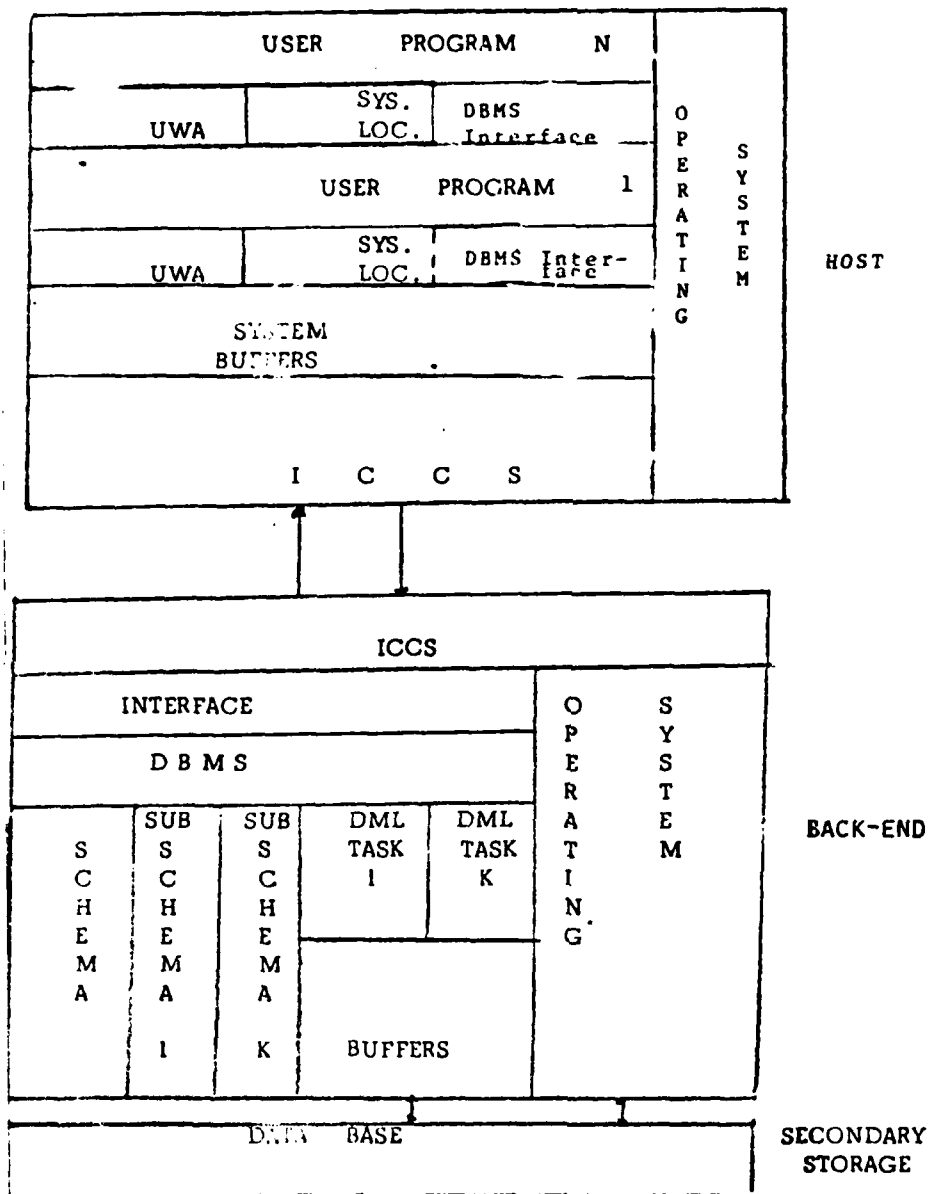 USER PROGRAM N
UWA
SYS.
LOC.
DBMS
Interface
USER PROGRAM 1
UWA
SYS.
LOC.
DBMS Inter-
face
SYSTEM
BUFFERS
I C C S
OPERATING
SYSTEM
HOST
ICCS
INTERFACE
D B M S
SCHEMA
SUB
SCHEMA
1
SUB
SCHEMA
K
DML
TASK
1
DML
TASK
K
BUFFERS
OPERATING
SYSTEM
BACK-END
DATA BASE
SECONDARY
STORAGE